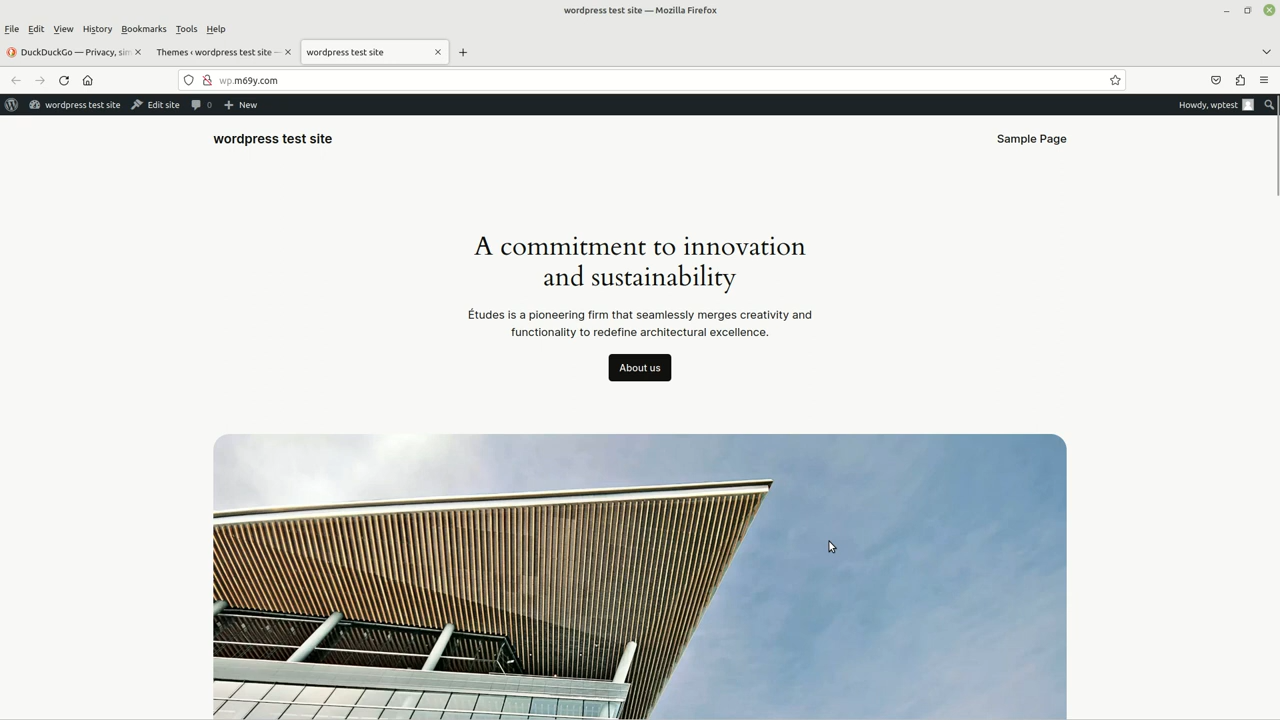 wordpress test site — Mozilla Firefox
File Edit View History Bookmarks Tools Help
DuckDuckGo — Privacy, sim
Themes ‹ wordpress test site —
wordpress test site
wp.m69y.com
wordpress test site Edit site 0 New Howdy, wptest
wordpress test site Sample Page
A commitment to innovation
and sustainability
Études is a pioneering firm that seamlessly merges creativity and
functionality to redefine architectural excellence.
About us